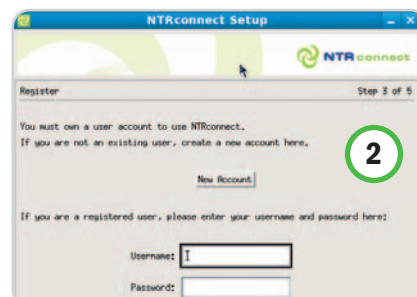 NTRconnect Setup
NTRconnect
Register
Step 3 of 5
You must own a user account to use NTRconnect.
If you are not an existing user, create a new account here.
2
New Account
If you are a registered user, please enter your username and password here:
Username:
Password: